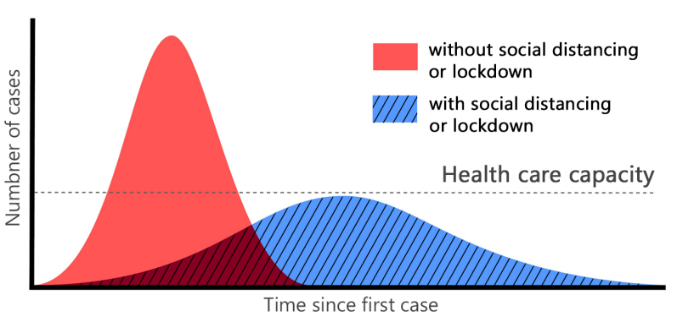 without social distancing
or lockdown
with social distancing
or lockdown
Health care capacity
Numbner of cases
Time since first case